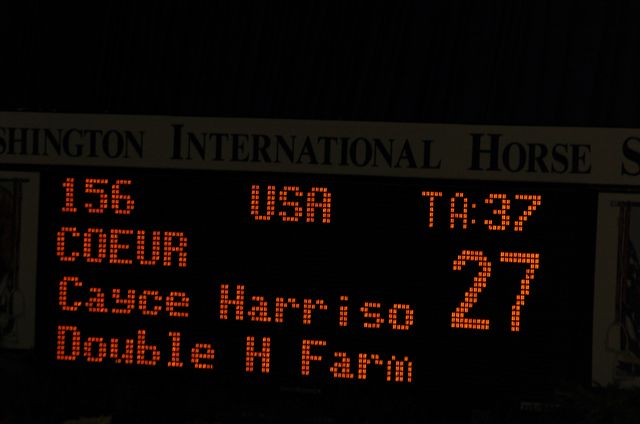 SHINGTON INTERNATIONAL HORSE S
156 USA TA:37
COEUR
27
Cayce Harriso
Double H Farm